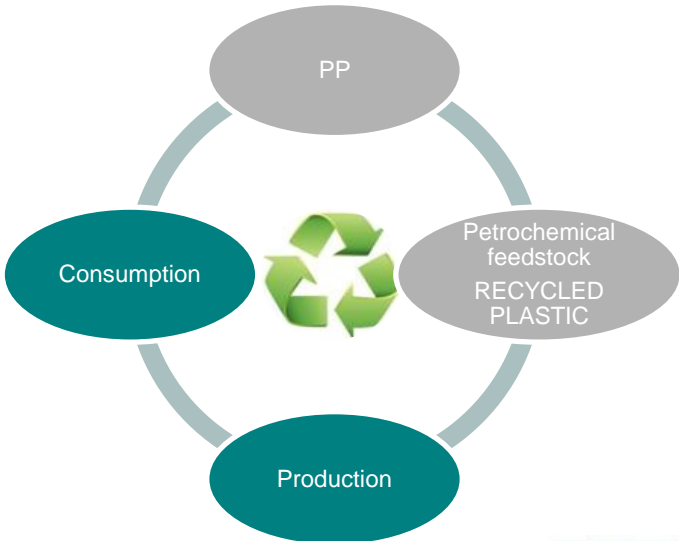 PP
Consumption
Petrochemical
feedstock
RECYCLED
PLASTIC
Production